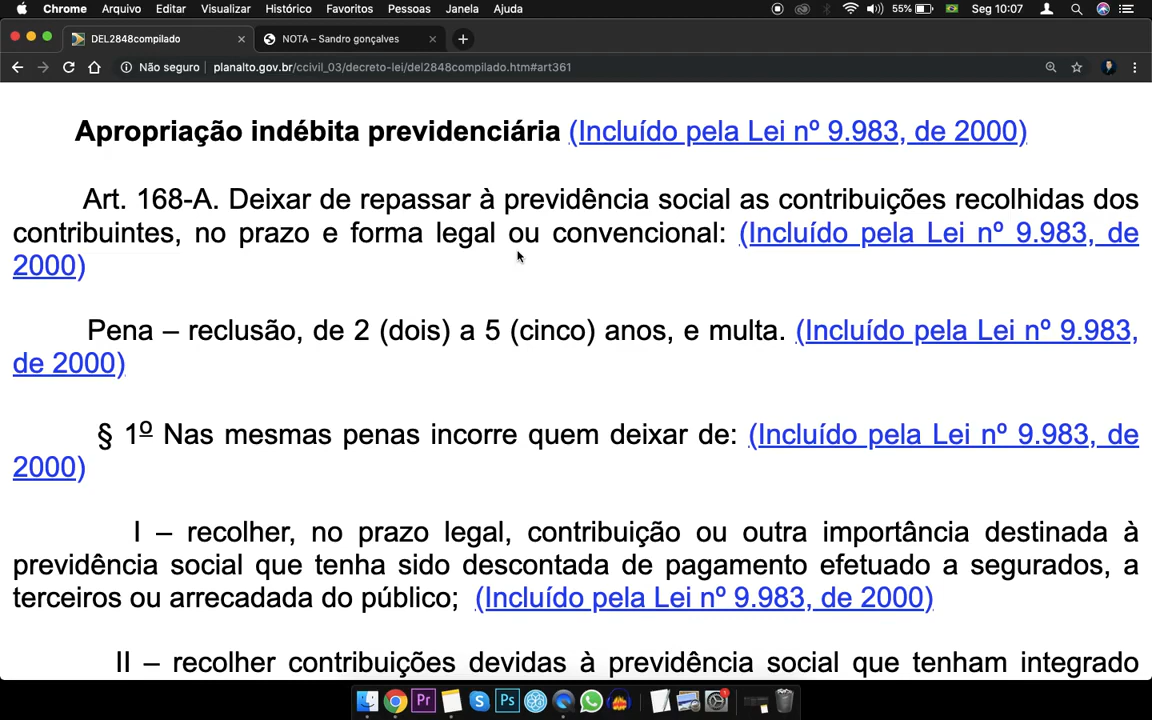 Chrome Arquivo Editar Visualizar Histórico Favoritos Pessoas Janela Ajuda 55% Seg 10:07
DEL2848compilado NOTA – Sandro gonçalves
Não seguro planalto.gov.br/ccivil_03/decreto-lei/del2848compilado.htm#art361
Apropriação indébita previdenciária (Incluído pela Lei nº 9.983, de 2000)
Art. 168-A. Deixar de repassar à previdência social as contribuições recolhidas dos
contribuintes, no prazo e forma legal ou convencional: (Incluído pela Lei nº 9.983, de
2000)
Pena – reclusão, de 2 (dois) a 5 (cinco) anos, e multa. (Incluído pela Lei nº 9.983,
de 2000)
§ 1º Nas mesmas penas incorre quem deixar de: (Incluído pela Lei nº 9.983, de
2000)
I – recolher, no prazo legal, contribuição ou outra importância destinada à
previdência social que tenha sido descontada de pagamento efetuado a segurados, a
terceiros ou arrecadada do público; (Incluído pela Lei nº 9.983, de 2000)
II – recolher contribuições devidas à previdência social que tenham integrado
Pr Ps